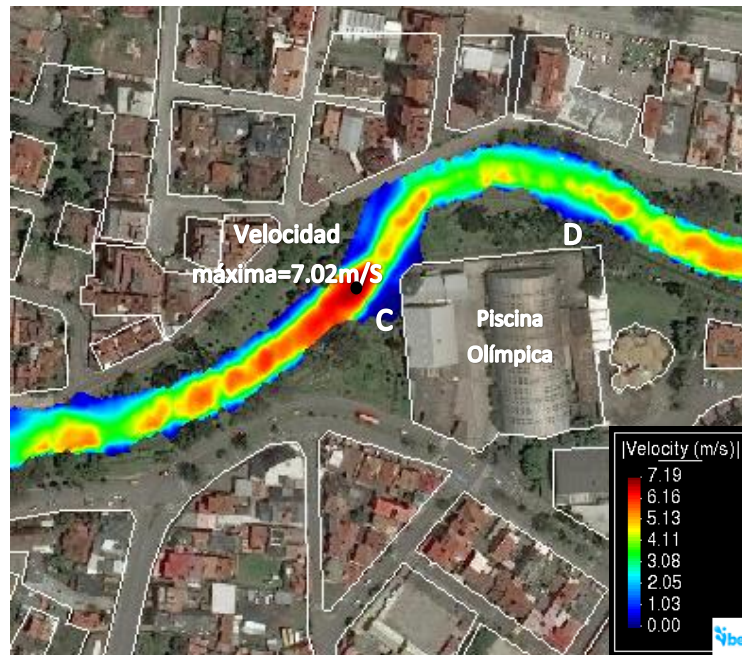 Velocidad
máxima=7.02m/S
D
C
Piscina
Olímpica
|Velocity (m/s)|
7.19
6.16
5.13
4.11
3.08
2.05
1.03
0.00